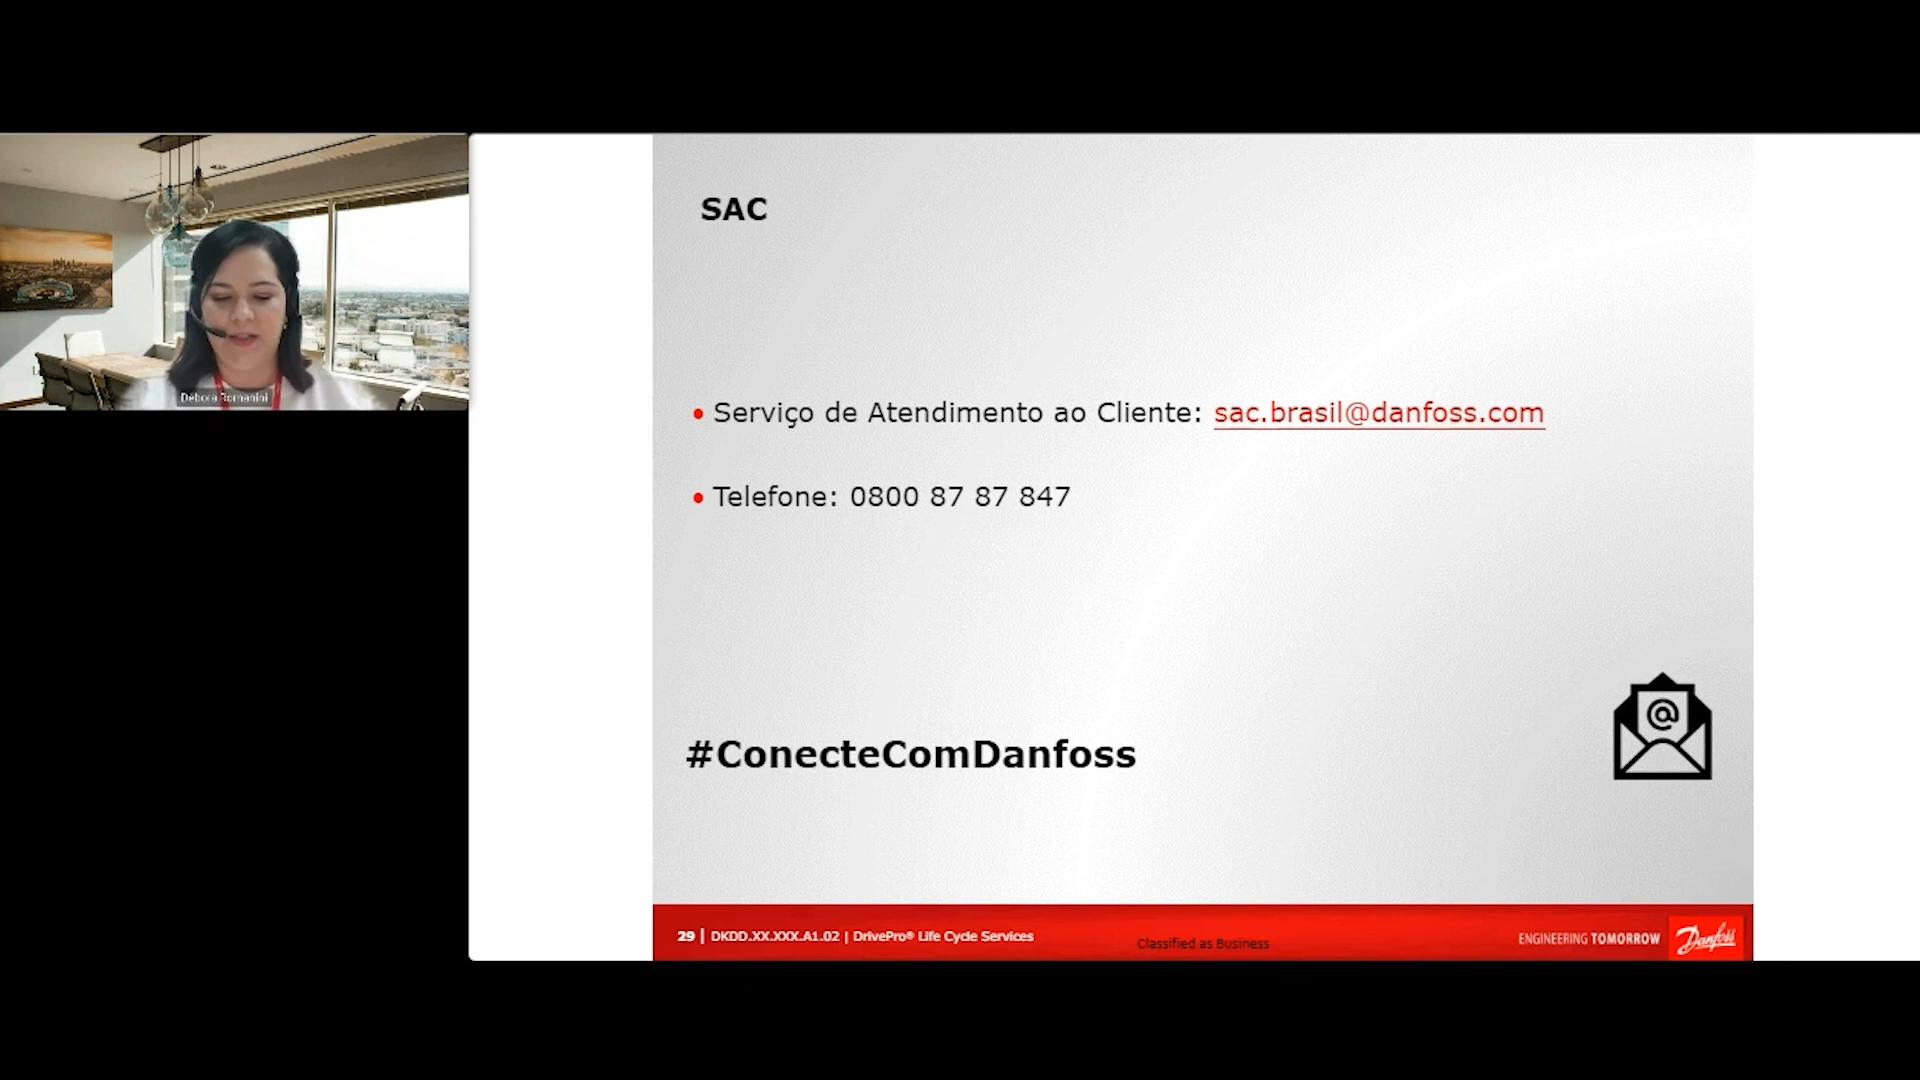 Débora Romanini
SAC
• Serviço de Atendimento ao Cliente: sac.brasil@danfoss.com
• Telefone: 0800 87 87 847
@
#ConecteComDanfoss
29 | DKDD.XX.XXX.A1.02 | DrivePro® Life Cycle Services
Classified as Business
ENGINEERING TOMORROW
Danfoss